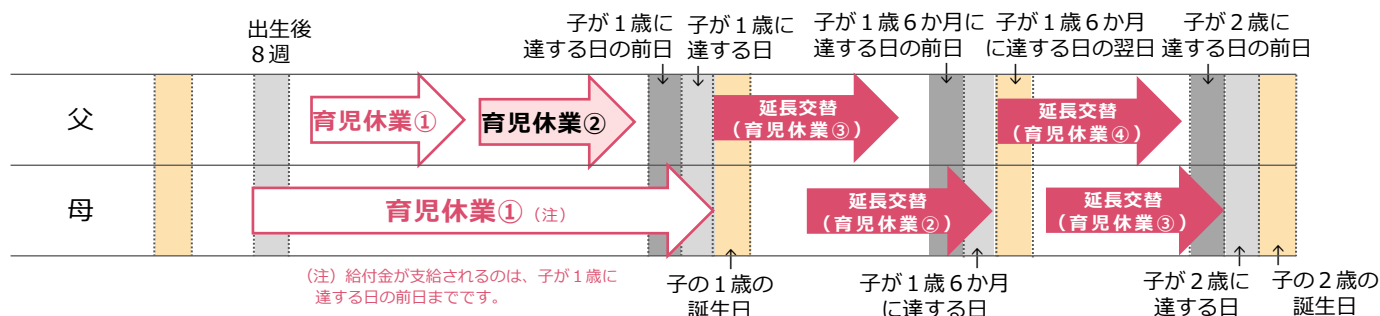 出生後
８週
子が１歳に
達する日の前日
子が１歳に
達する日
子が１歳６か月に
達する日の前日
子が１歳６か月
に達する日の翌日
子が２歳に
達する日の前日
父
育児休業①
育児休業②
延長交替
（育児休業③）
延長交替
（育児休業④）
母
育児休業①（注）
延長交替
（育児休業②）
延長交替
（育児休業③）
（注）給付金が支給されるのは、子が１歳に
達する日の前日までです。
子の１歳の
誕生日
子が１歳６か月
に達する日
子が２歳に
達する日
子の２歳の
誕生日